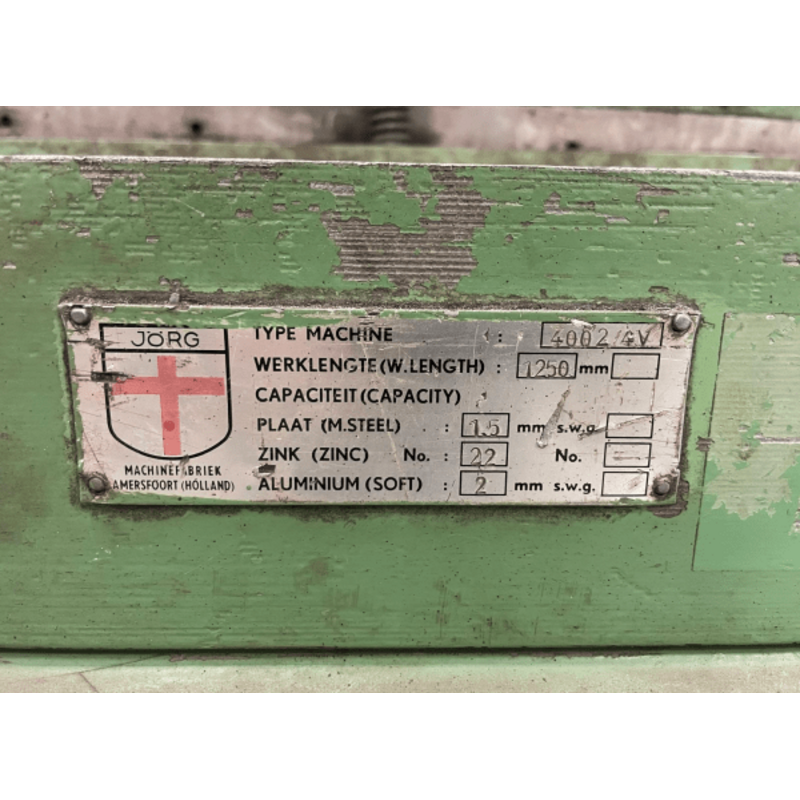 JÖRG
MACHINEFABRIEK
AMERSFOORT (HOLLAND)
TYPE MACHINE : 4002/4V
WERKLENGTE (W.LENGTH) : 1250 mm
CAPACITEIT (CAPACITY)
PLAAT (M.STEEL) : 1.5 mm s.w.g.
ZINK (ZINC) No. : 22 No. —
ALUMINIUM (SOFT) : 2 mm s.w.g.